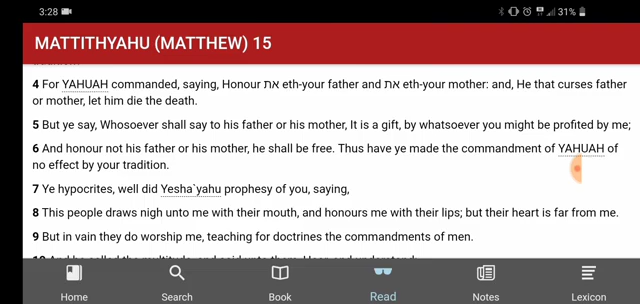 3:28 31%
MATTITHYAHU (MATTHEW) 15
4 For YAHUAH commanded, saying, Honour את eth-your father and את eth-your mother: and, He that curses father
or mother, let him die the death.
5 But ye say, Whosoever shall say to his father or his mother, It is a gift, by whatsoever you might be profited by me;
6 And honour not his father or his mother, he shall be free. Thus have ye made the commandment of YAHUAH of
no effect by your tradition.
7 Ye hypocrites, well did Yesha`yahu prophesy of you, saying,
8 This people draws nigh unto me with their mouth, and honours me with their lips; but their heart is far from me.
9 But in vain they do worship me, teaching for doctrines the commandments of men.
Home Search Book Read Notes Lexicon